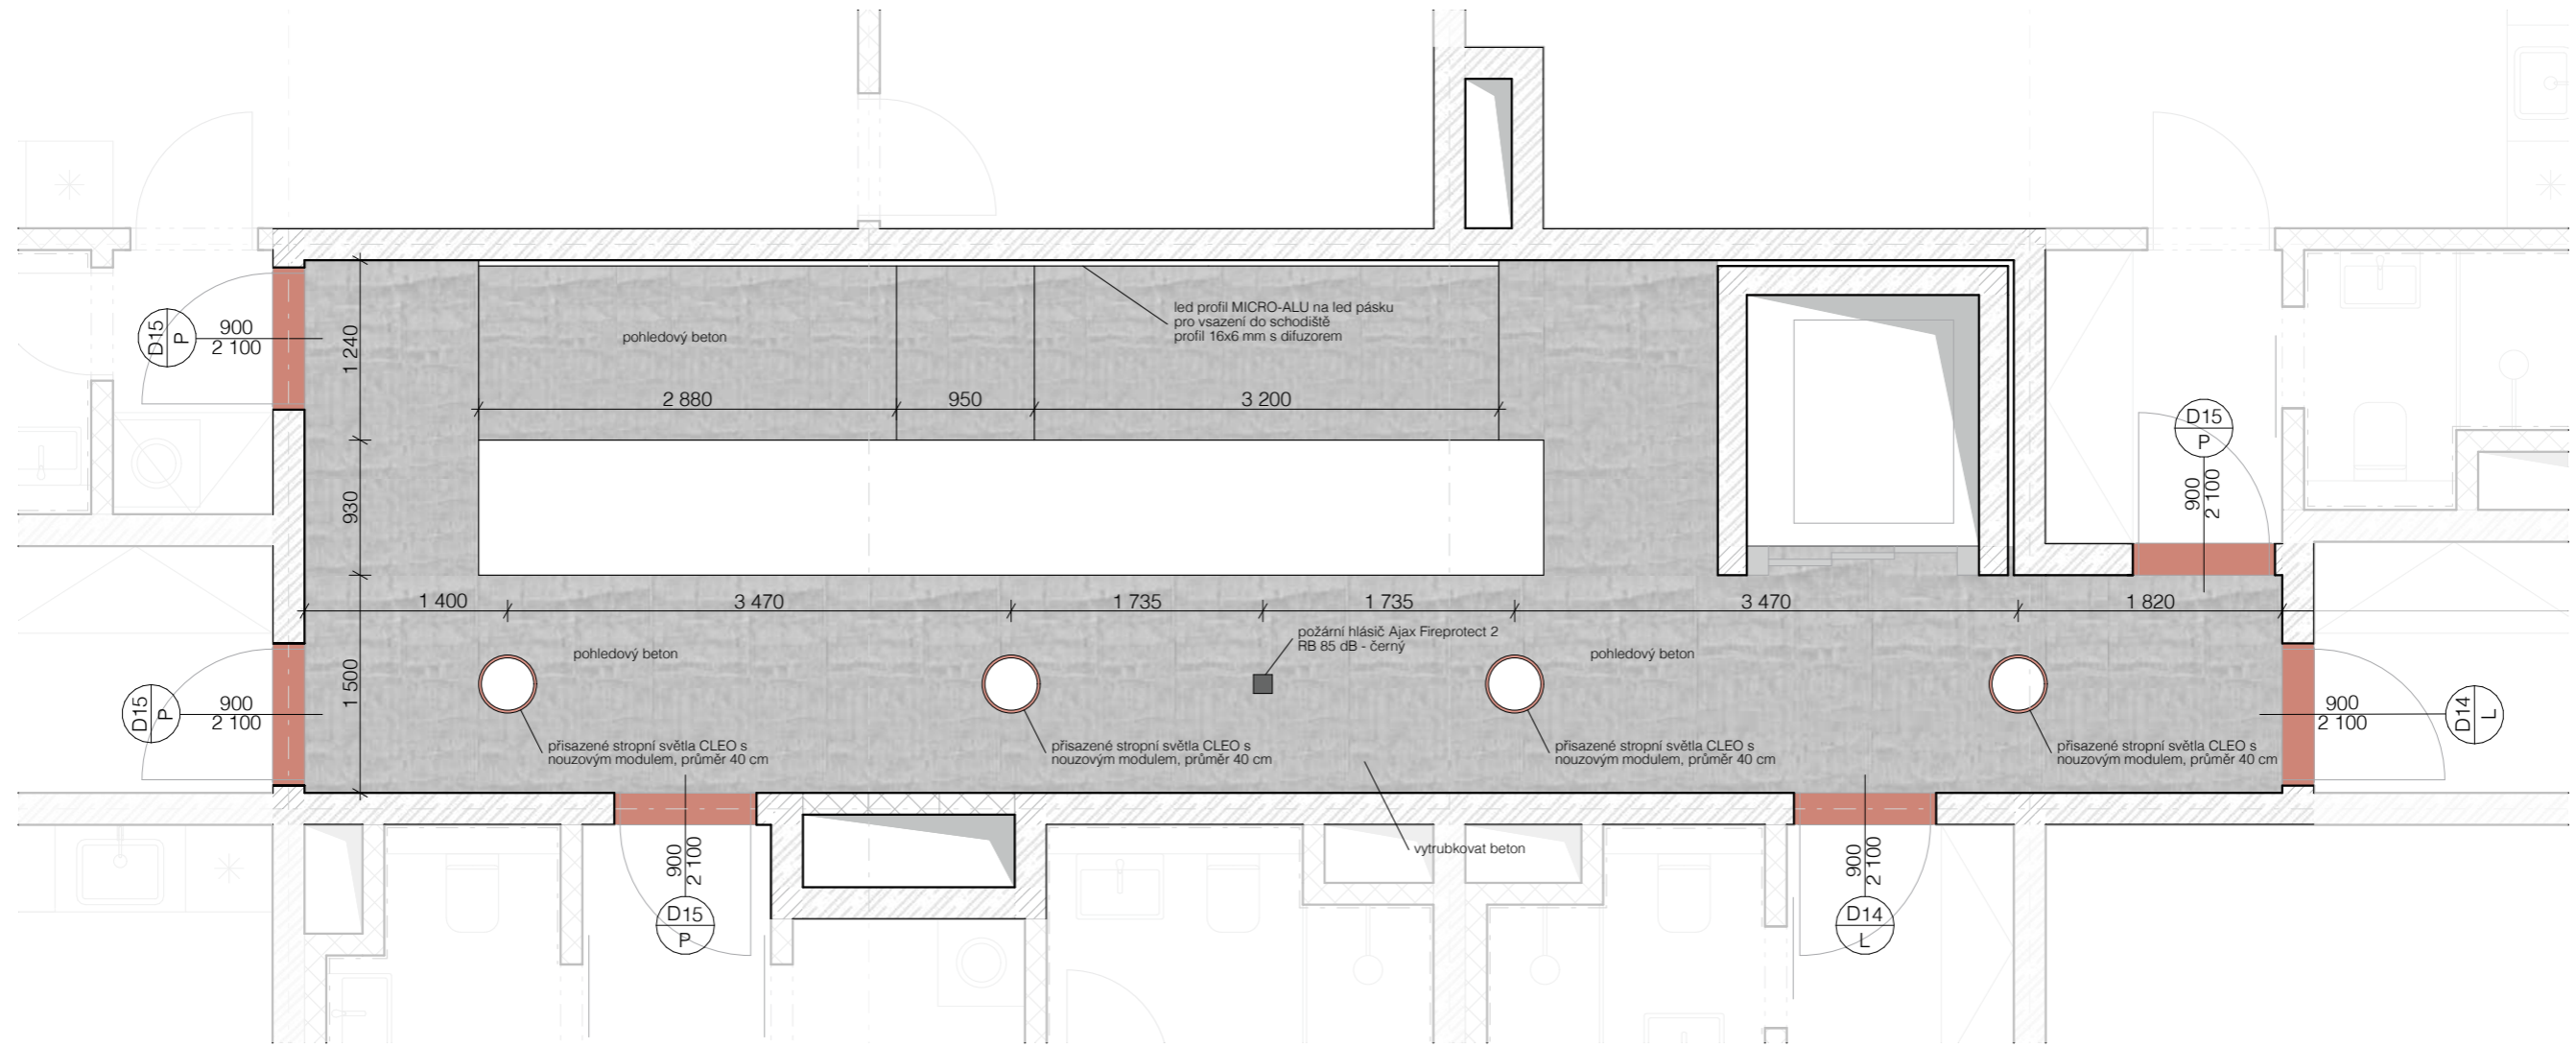 led profil MICRO-ALU na led pásku
pro vsazení do schodiště
profil 16x6 mm s difuzorem
pohledový beton
D15
P
900
2 100
1 240
2 880
950
3 200
D15
P
900
2 100
930
1 400
3 470
1 735
1 735
3 470
1 820
požární hlásič Ajax Fireprotect 2
RB 85 dB - černý
pohledový beton
pohledový beton
1 500
D15
P
900
2 100
900
2 100
D14
L
přisazené stropní světla CLEO s
nouzovým modulem, průměr 40 cm
přisazené stropní světla CLEO s
nouzovým modulem, průměr 40 cm
přisazené stropní světla CLEO s
nouzovým modulem, průměr 40 cm
přisazené stropní světla CLEO s
nouzovým modulem, průměr 40 cm
vytrubkovat beton
900
2 100
D15
P
900
2 100
D14
L